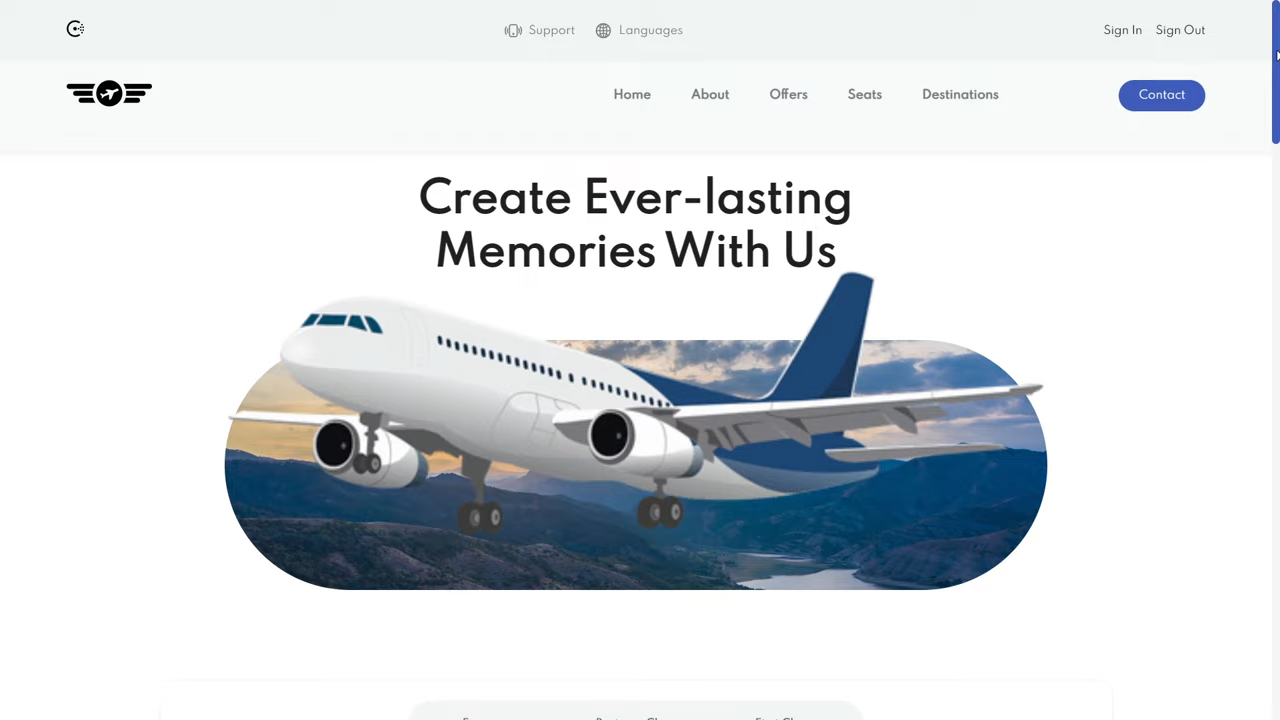 Support
Languages
Sign In
Sign Out
Home
About
Offers
Seats
Destinations
Contact
Create Ever-lasting
Memories With Us